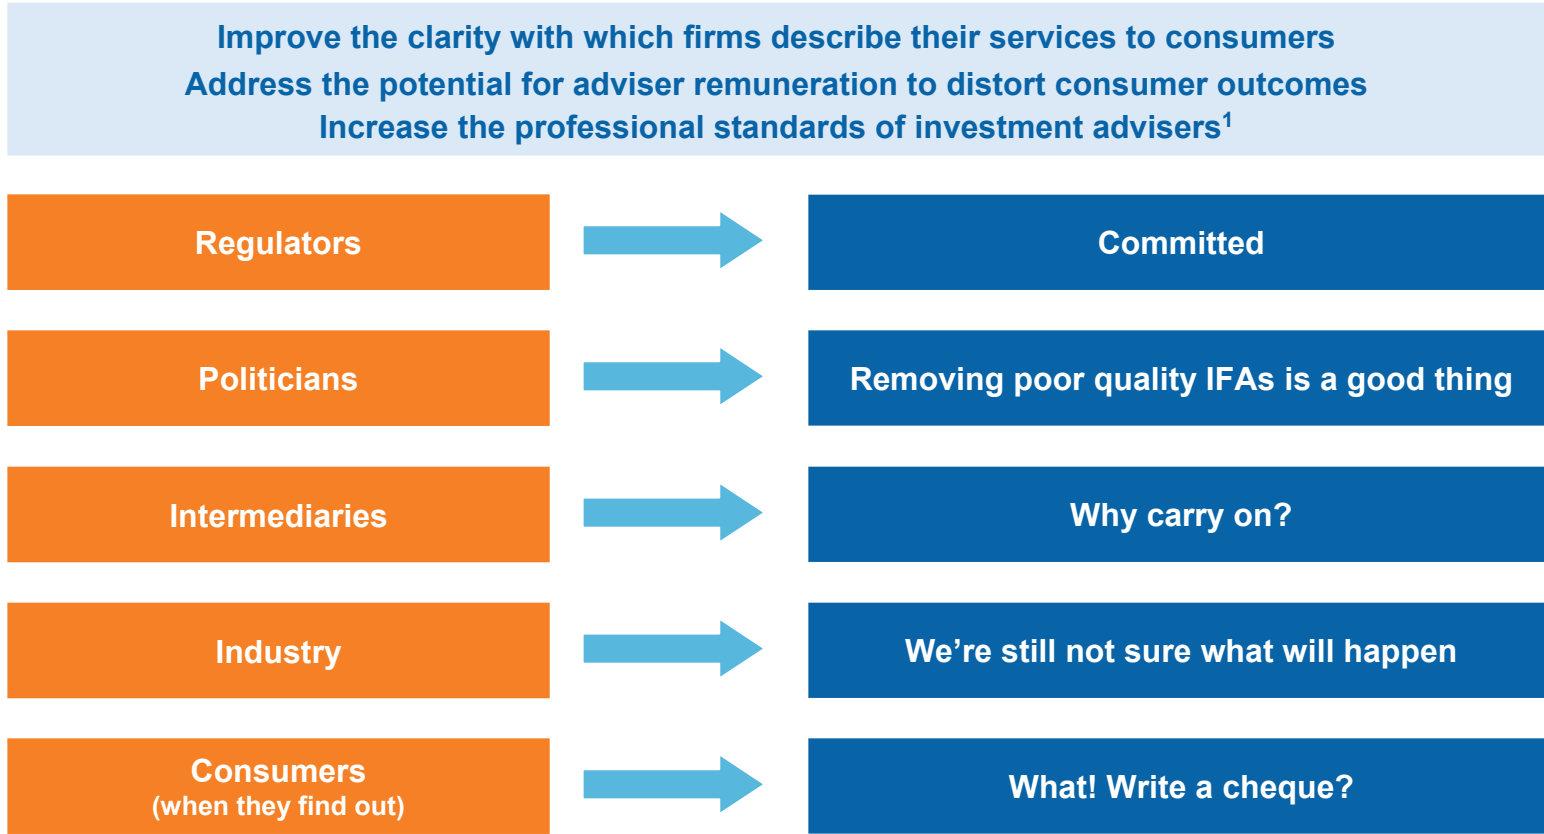 Improve the clarity with which firms describe their services to consumers
Address the potential for adviser remuneration to distort consumer outcomes
Increase the professional standards of investment advisers¹
Regulators
Committed
Politicians
Removing poor quality IFAs is a good thing
Intermediaries
Why carry on?
Industry
We’re still not sure what will happen
Consumers
(when they find out)
What! Write a cheque?